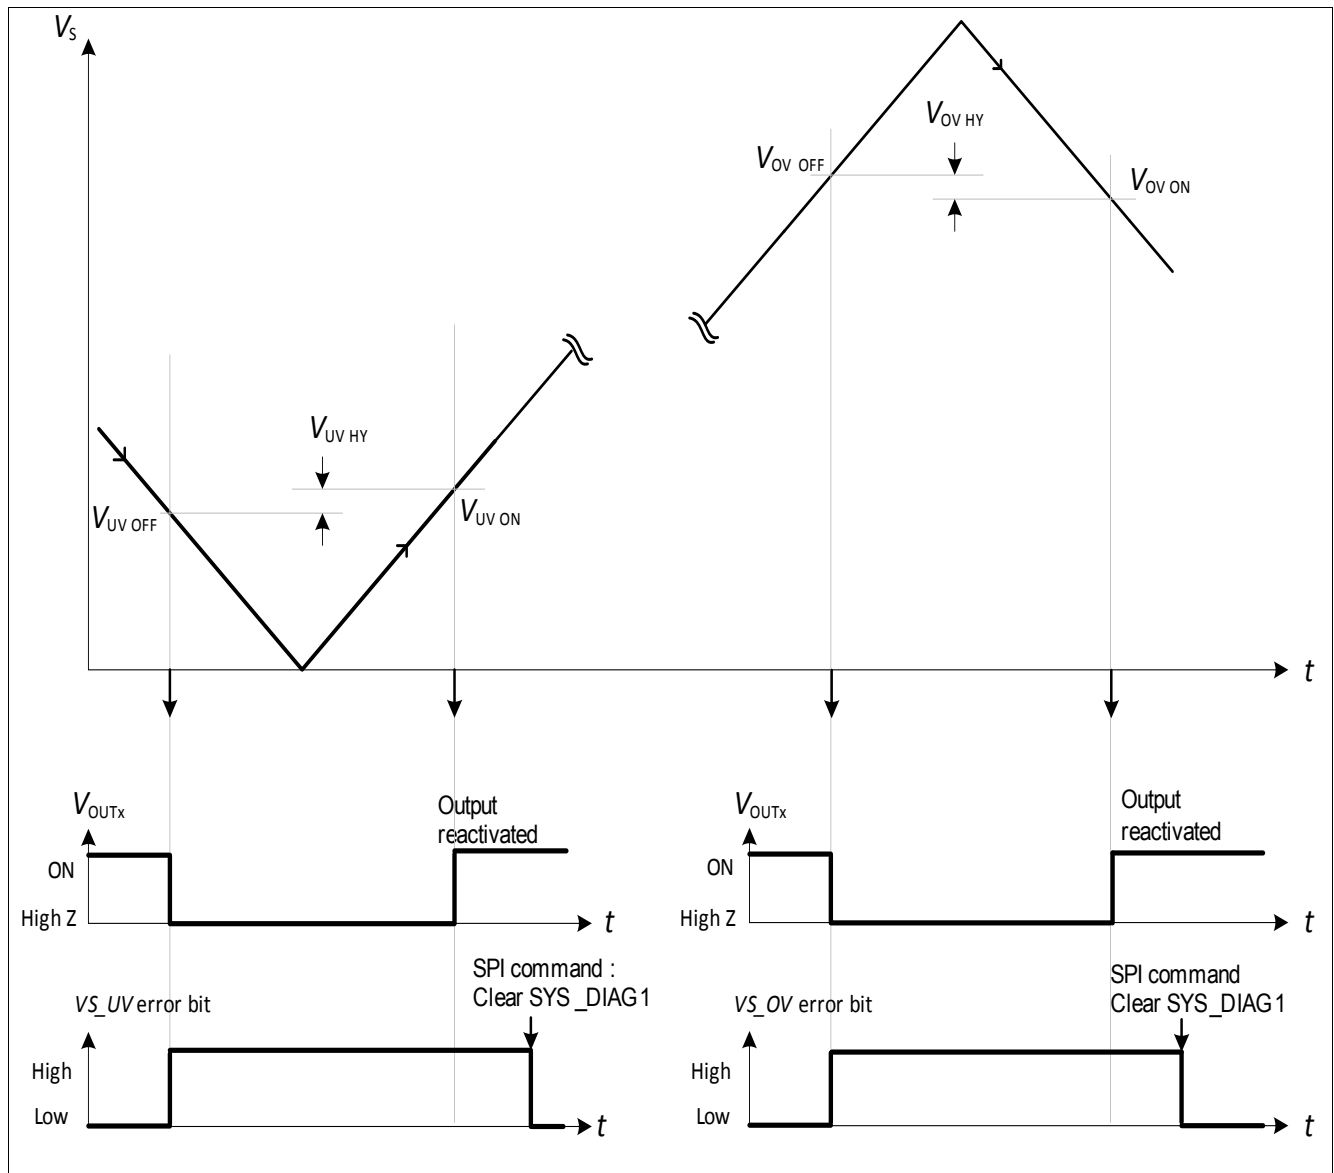 VS
VOV HY
VOV OFF
VOV ON
VUV HY
VUV OFF
VUV ON
t
VOUTx
Output
reactivated
ON
High Z
t
VOUTx
Output
reactivated
ON
High Z
t
SPI command :
Clear SYS_DIAG1
VS_UV error bit
High
Low
t
SPI command
Clear SYS_DIAG1
VS_OV error bit
High
Low
t